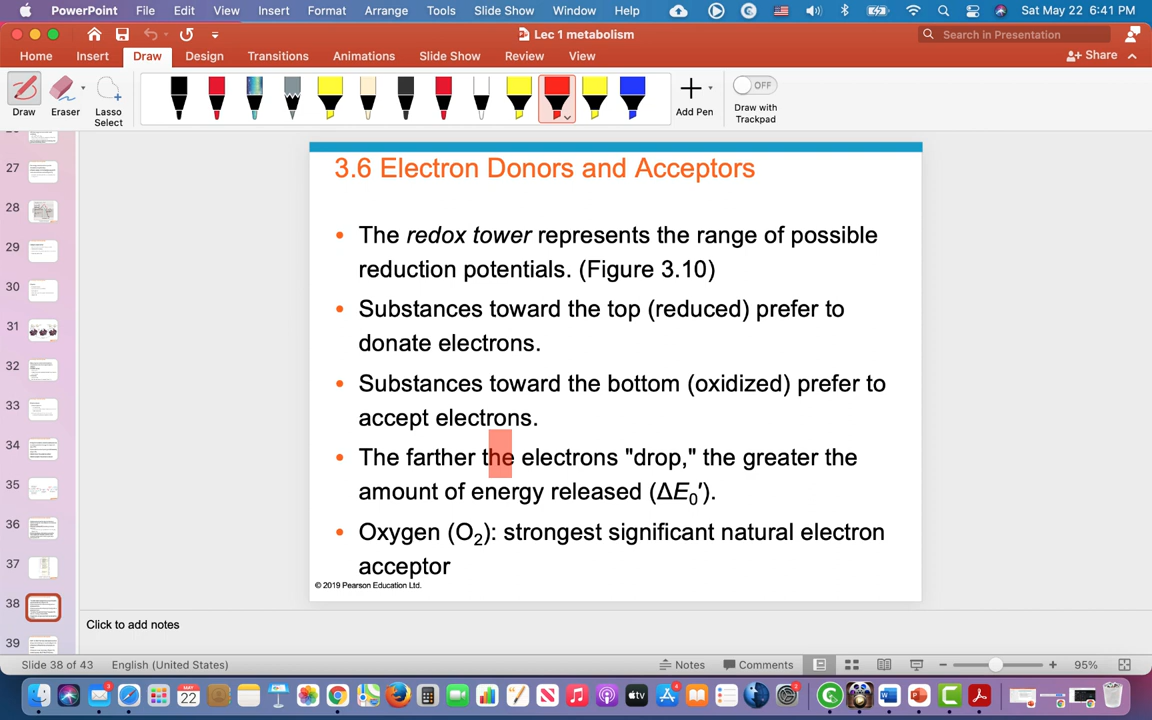 PowerPoint File Edit View Insert Format Arrange Tools Slide Show Window Help Sat May 22 6:41 PM
Lec 1 metabolism Search in Presentation
Home Insert Draw Design Transitions Animations Slide Show Review View Share
Draw Eraser Lasso Select Add Pen OFF Draw with Trackpad
27
28
29
30
31
32
33
34
35
36
37
38
39
3.6 Electron Donors and Acceptors
• The redox tower represents the range of possible
reduction potentials. (Figure 3.10)
• Substances toward the top (reduced) prefer to
donate electrons.
• Substances toward the bottom (oxidized) prefer to
accept electrons.
• The farther the electrons "drop," the greater the
amount of energy released (ΔE₀′).
• Oxygen (O₂): strongest significant natural electron
acceptor
© 2019 Pearson Education Ltd.
Click to add notes
Slide 38 of 43 English (United States) Notes Comments 95%